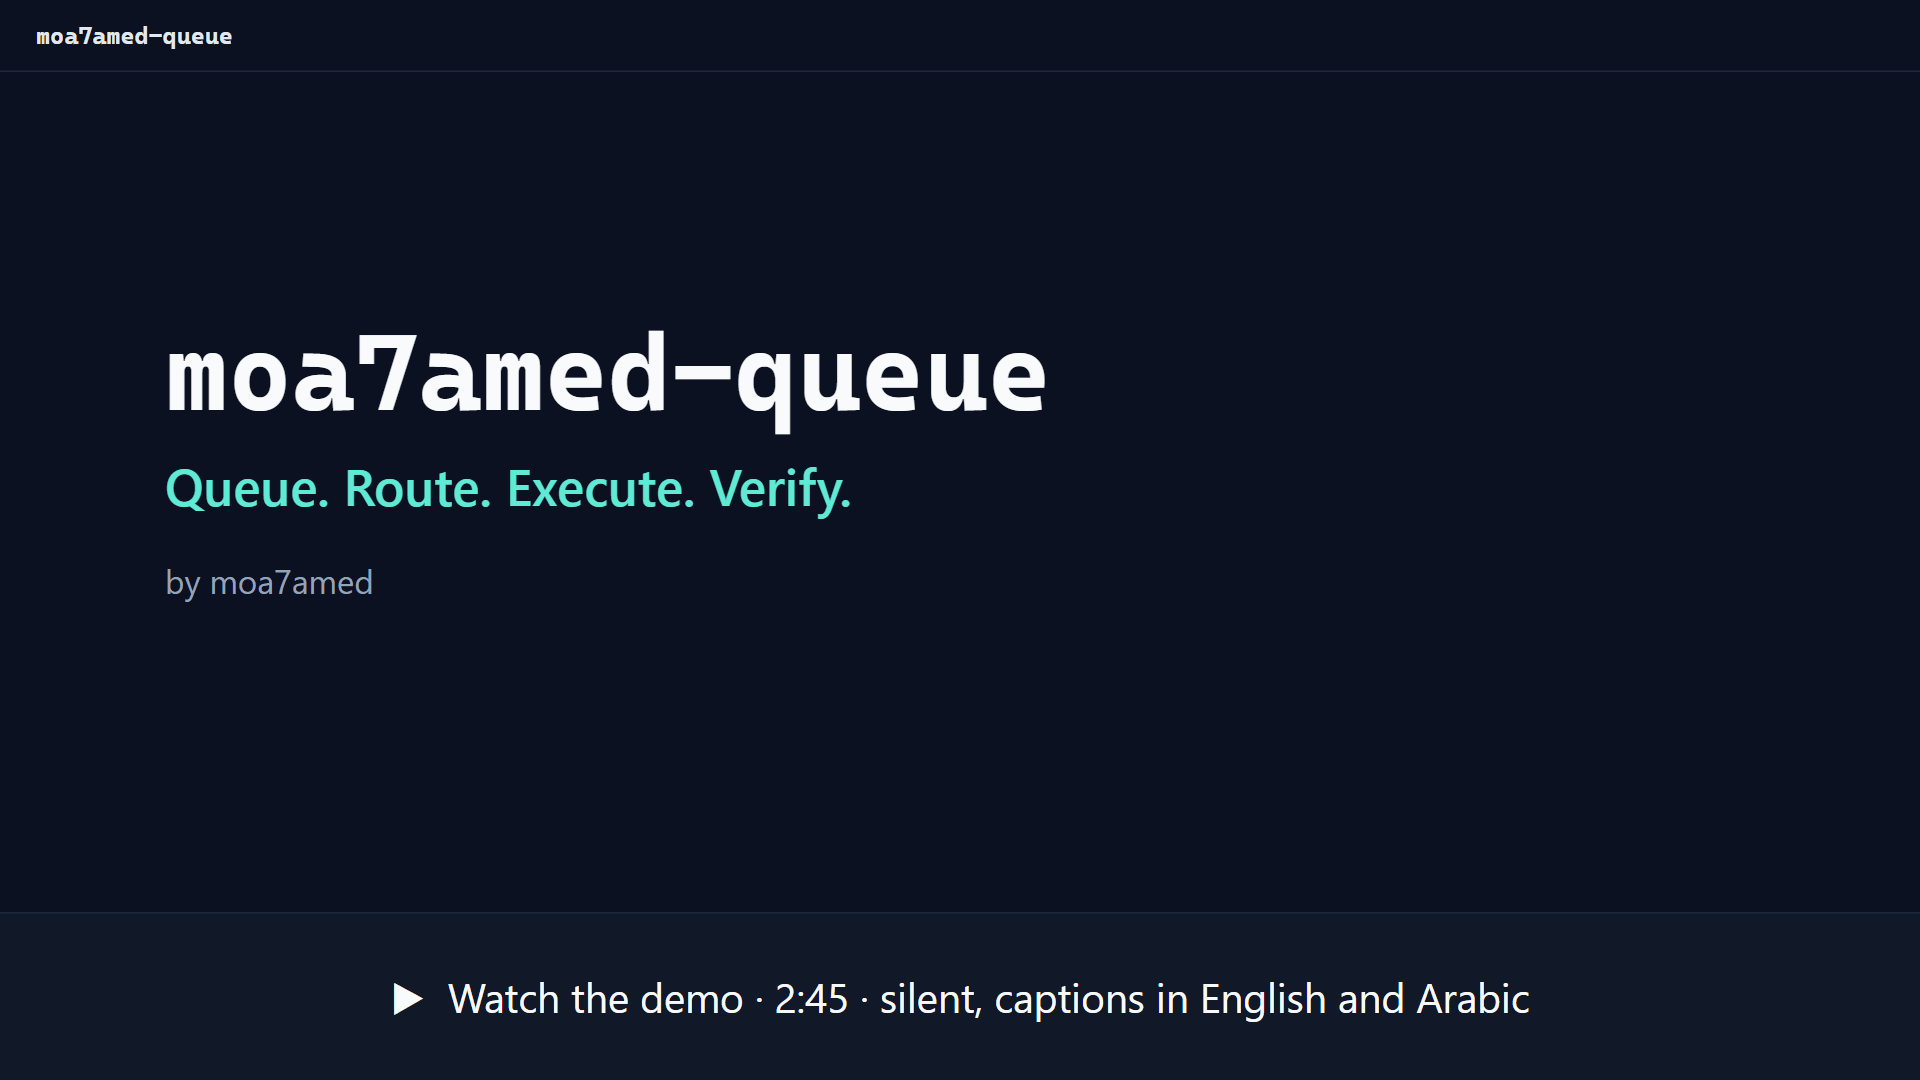 moa7amed-queue
moa7amed-queue
Queue. Route. Execute. Verify.
by moa7amed
▶ Watch the demo · 2:45 · silent, captions in English and Arabic